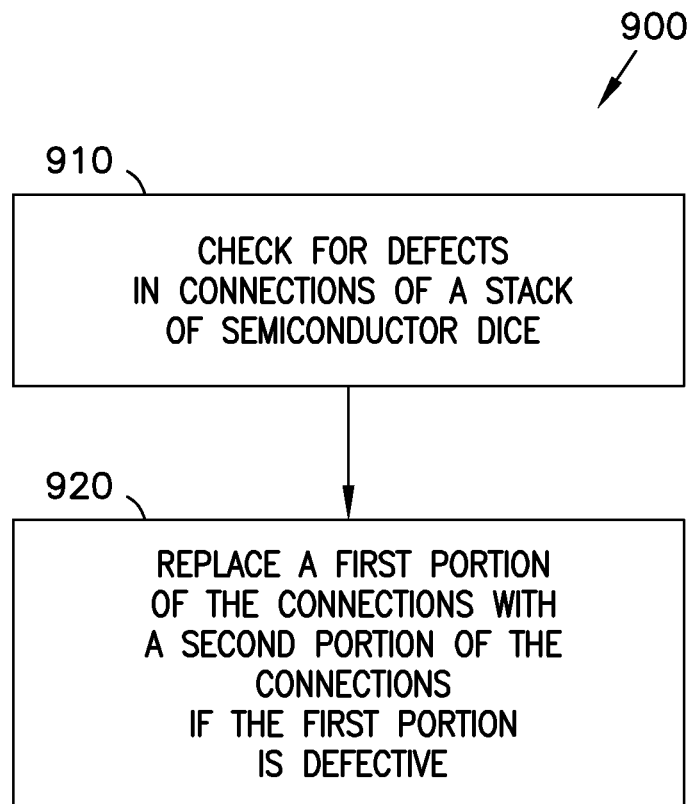 900
910
CHECK FOR DEFECTS
IN CONNECTIONS OF A STACK
OF SEMICONDUCTOR DICE
920
REPLACE A FIRST PORTION
OF THE CONNECTIONS WITH
A SECOND PORTION OF THE
CONNECTIONS
IF THE FIRST PORTION
IS DEFECTIVE